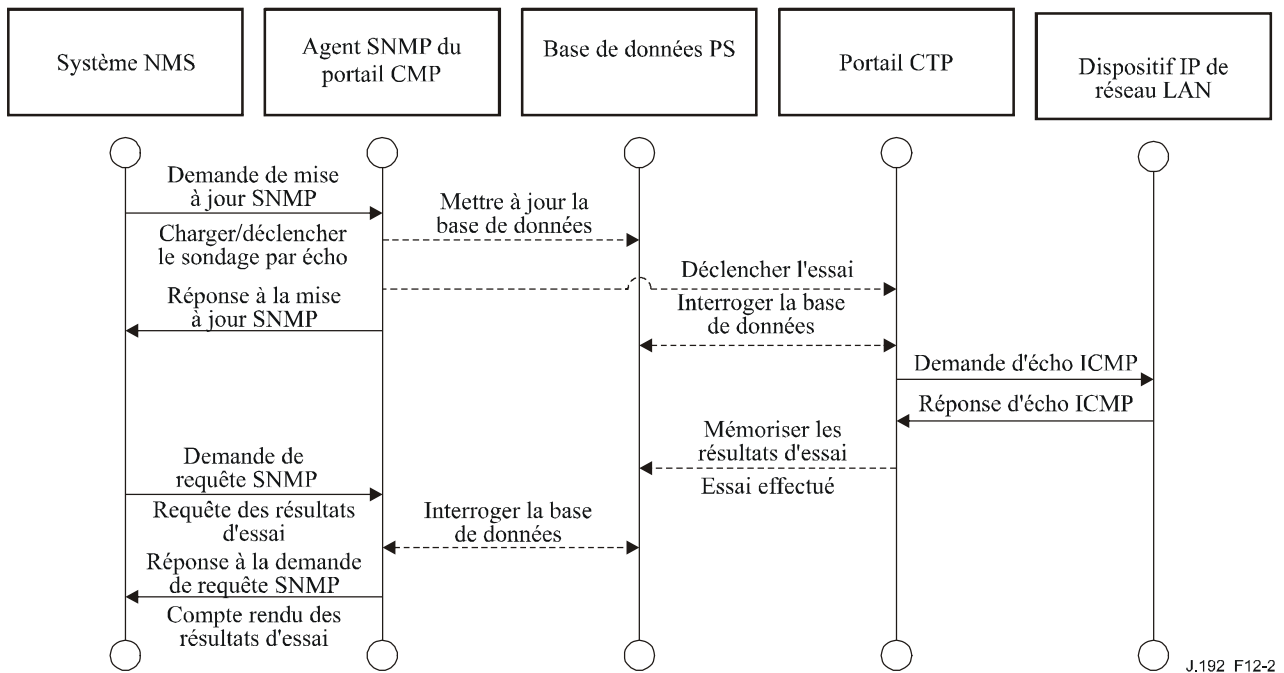 Système NMS
Agent SNMP du
portail CMP
Base de données PS
Portail CTP
Dispositif IP de
réseau LAN
Demande de mise
à jour SNMP
Charger/déclencher
le sondage par écho
Mettre à jour la
base de données
Déclencher l'essai
Réponse à la mise
à jour SNMP
Interroger la base
de données
Demande d'écho ICMP
Réponse d'écho ICMP
Mémoriser les
résultats d'essai
Essai effectué
Demande de
requête SNMP
Requête des résultats
d'essai
Interroger la base
de données
Réponse à la demande
de requête SNMP
Compte rendu des
résultats d'essai
J.192 F12-2